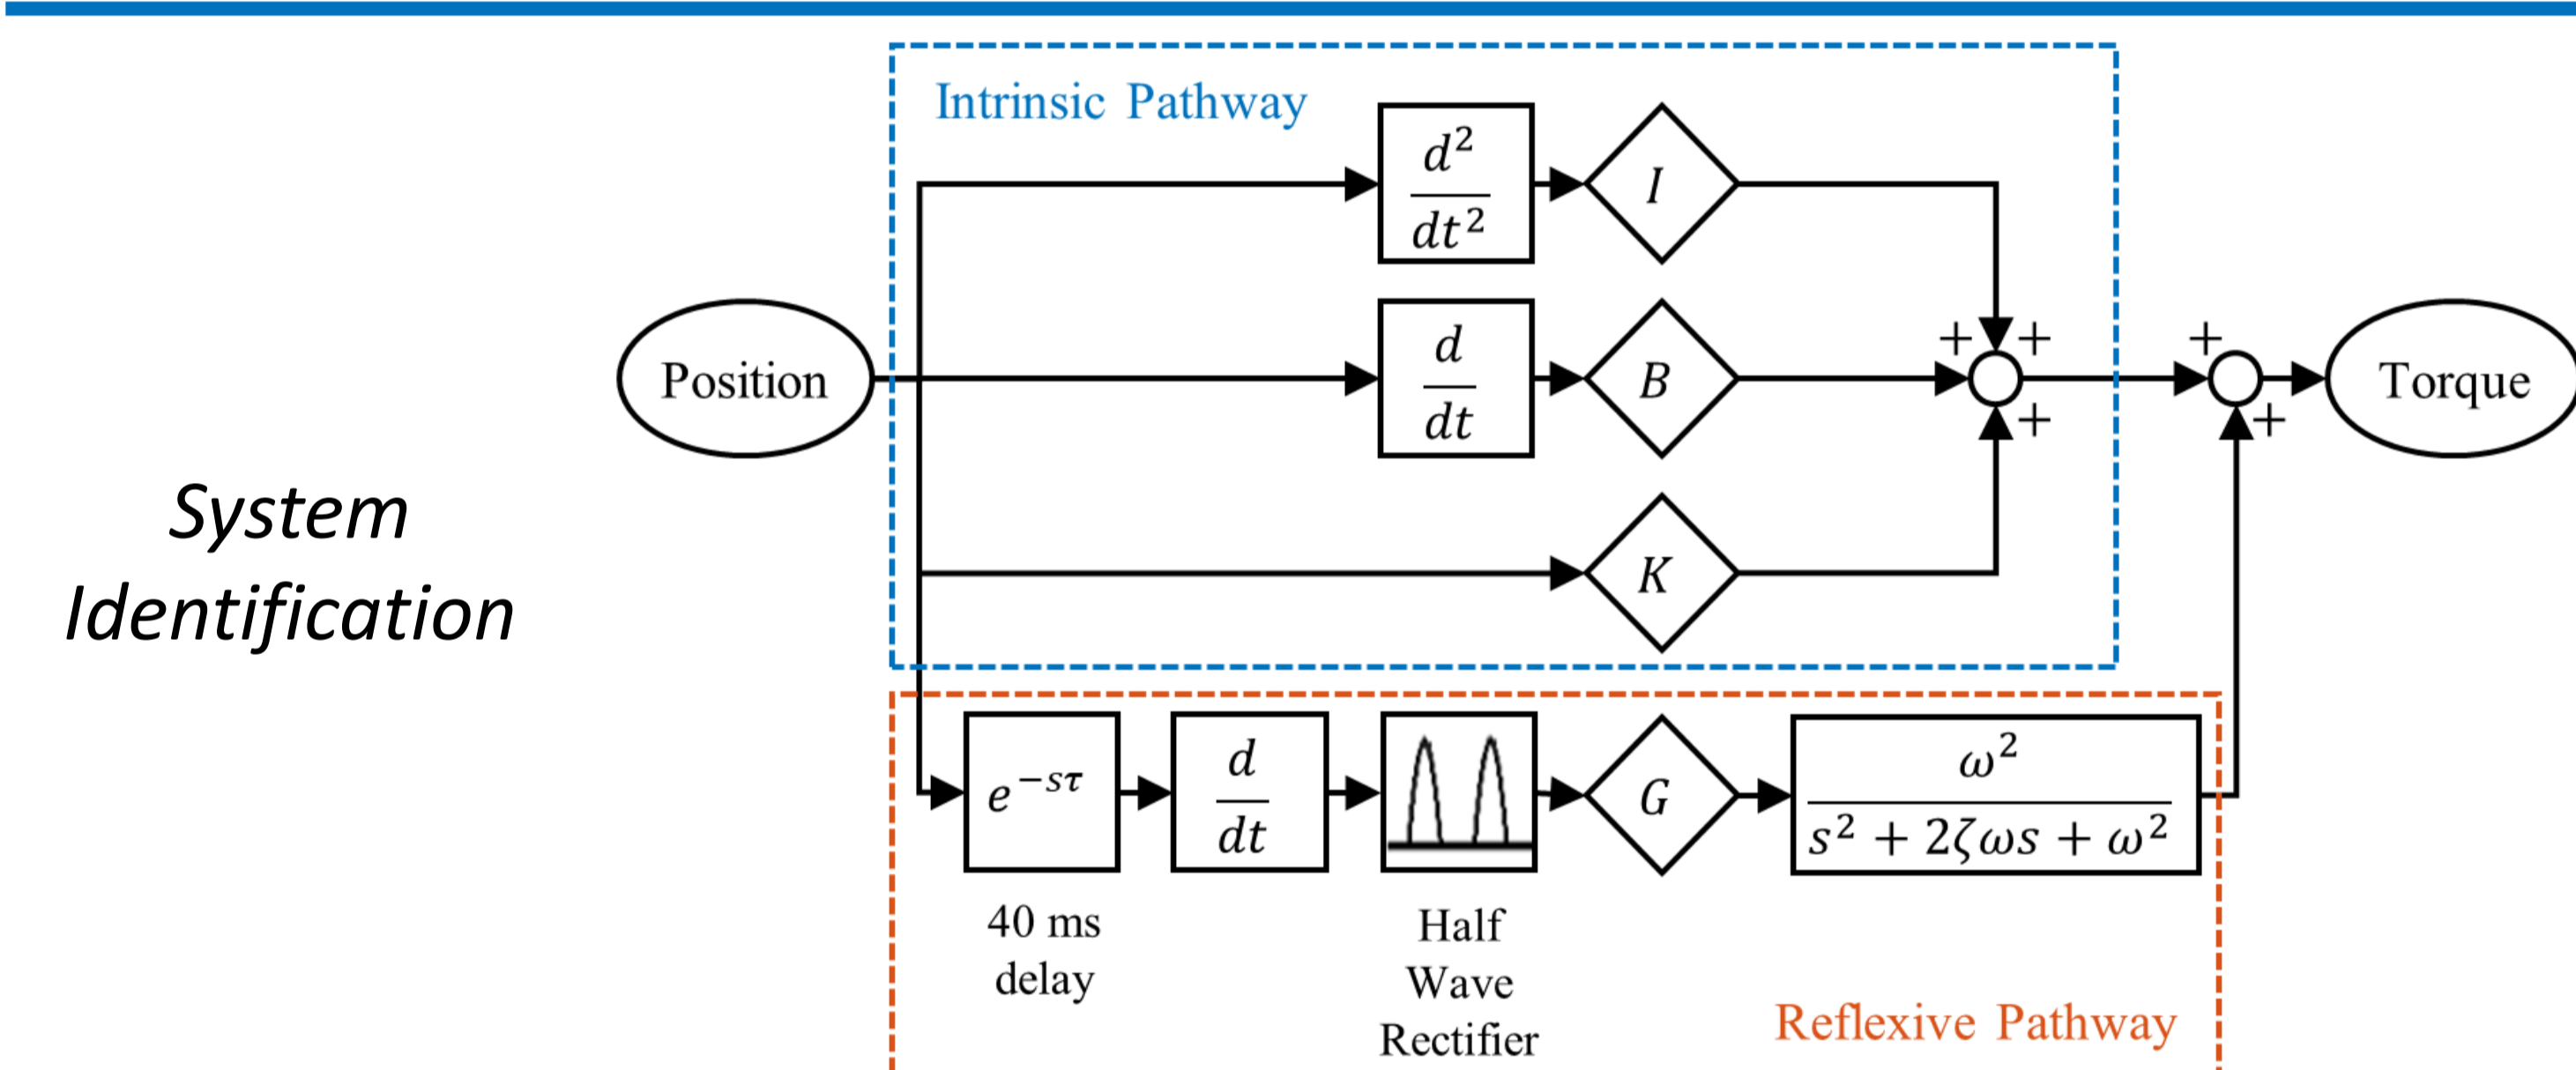 Intrinsic Pathway
d²
dt²
I
+ +
+
Position
d
dt
B
Torque
+
+
K
System
Identification
e^{-sτ}
d
dt
G
ω²
s² + 2ζωs + ω²
40 ms
delay
Half
Wave
Rectifier
Reflexive Pathway